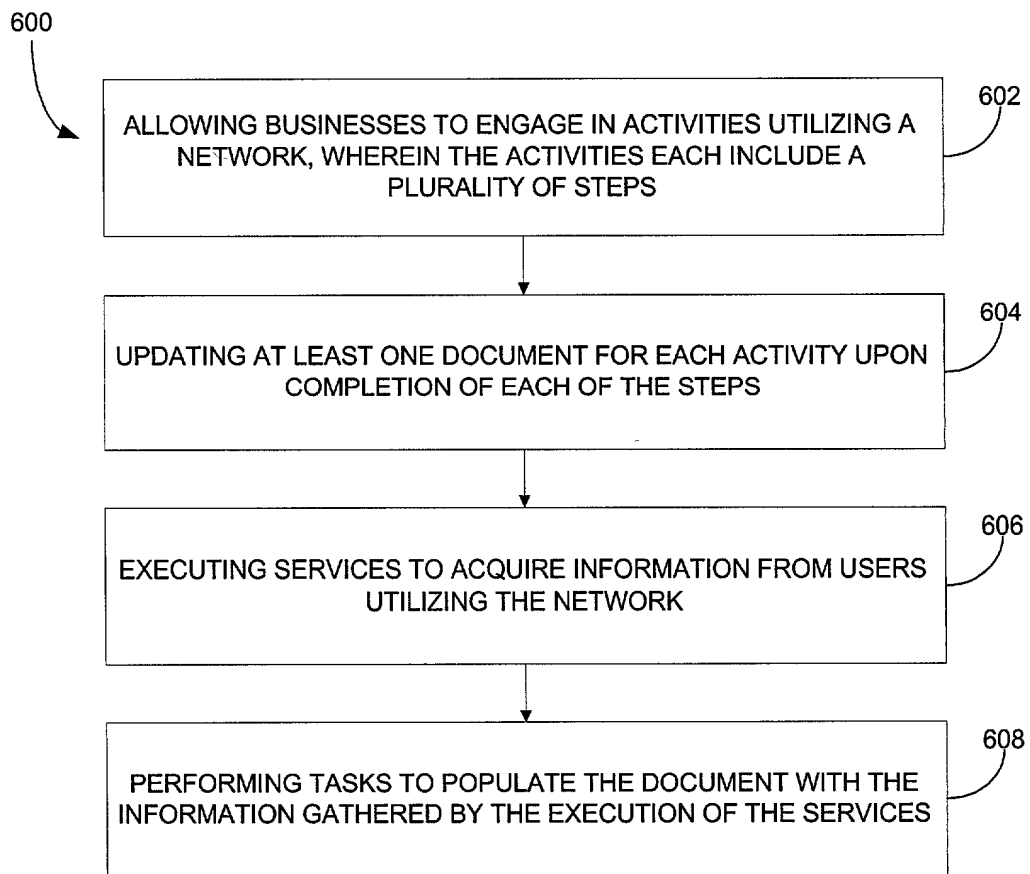 600
602
ALLOWING BUSINESSES TO ENGAGE IN ACTIVITIES UTILIZING A
NETWORK, WHEREIN THE ACTIVITIES EACH INCLUDE A
PLURALITY OF STEPS
604
UPDATING AT LEAST ONE DOCUMENT FOR EACH ACTIVITY UPON
COMPLETION OF EACH OF THE STEPS
606
EXECUTING SERVICES TO ACQUIRE INFORMATION FROM USERS
UTILIZING THE NETWORK
608
PERFORMING TASKS TO POPULATE THE DOCUMENT WITH THE
INFORMATION GATHERED BY THE EXECUTION OF THE SERVICES